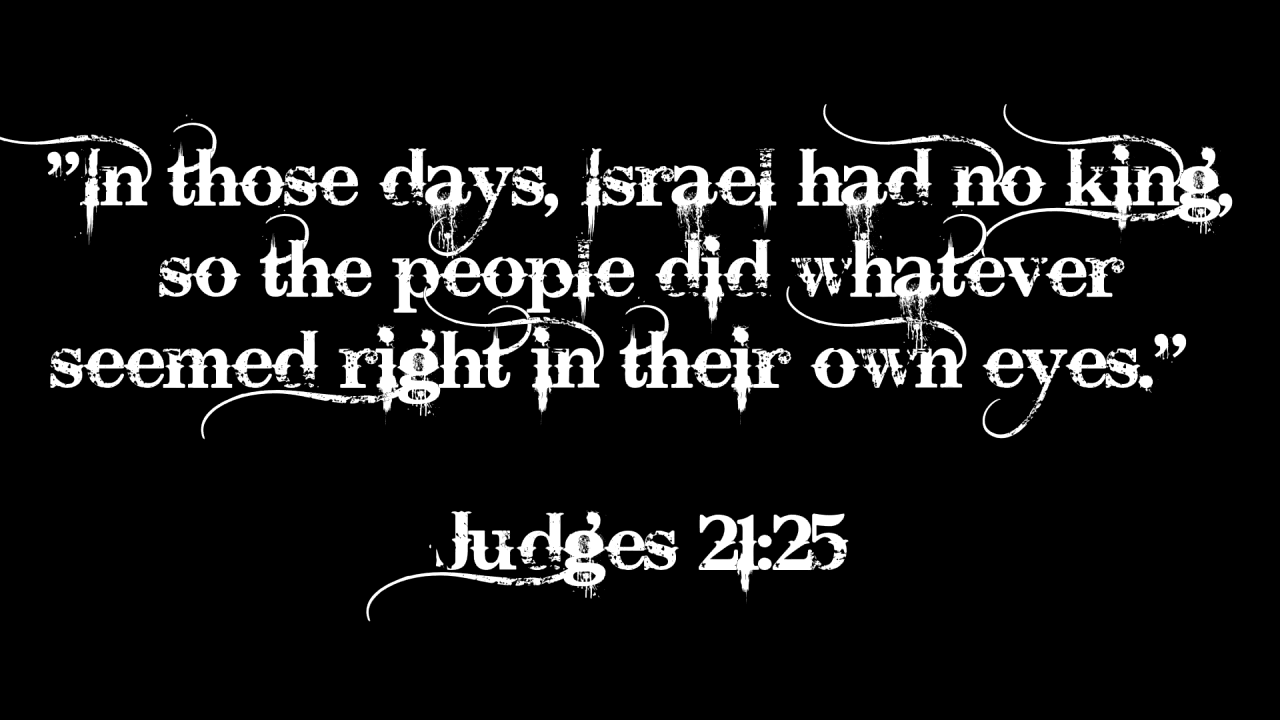 ”In those days, Israel had no king,
so the people did whatever
seemed right in their own eyes.”
Judges 21:25